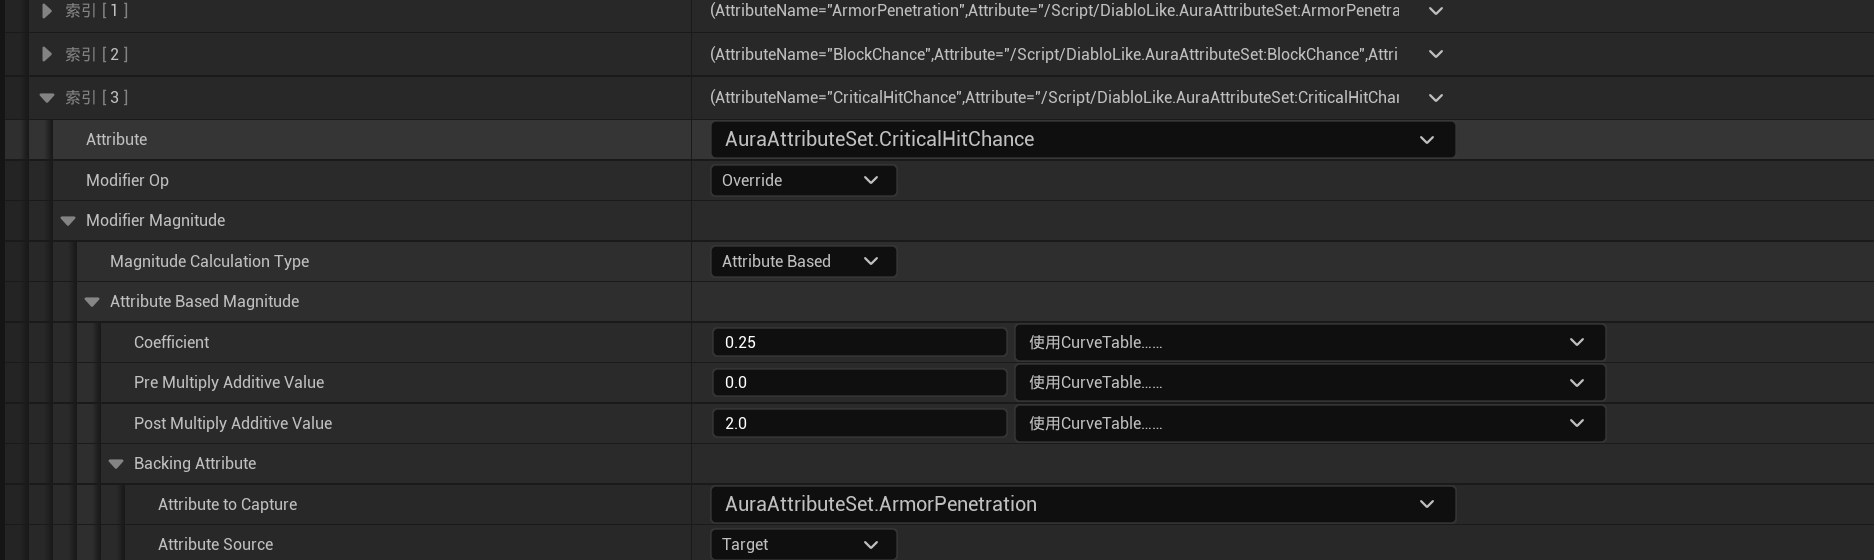 索引 [ 1 ] (AttributeName="ArmorPenetration",Attribute="/Script/DiabloLike.AuraAttributeSet:ArmorPenetra
索引 [ 2 ] (AttributeName="BlockChance",Attribute="/Script/DiabloLike.AuraAttributeSet:BlockChance",Attri
索引 [ 3 ] (AttributeName="CriticalHitChance",Attribute="/Script/DiabloLike.AuraAttributeSet:CriticalHitChar
Attribute AuraAttributeSet.CriticalHitChance
Modifier Op Override
Modifier Magnitude
Magnitude Calculation Type Attribute Based
Attribute Based Magnitude
Coefficient 0.25 使用CurveTable......
Pre Multiply Additive Value 0.0 使用CurveTable......
Post Multiply Additive Value 2.0 使用CurveTable......
Backing Attribute
Attribute to Capture AuraAttributeSet.ArmorPenetration
Attribute Source Target